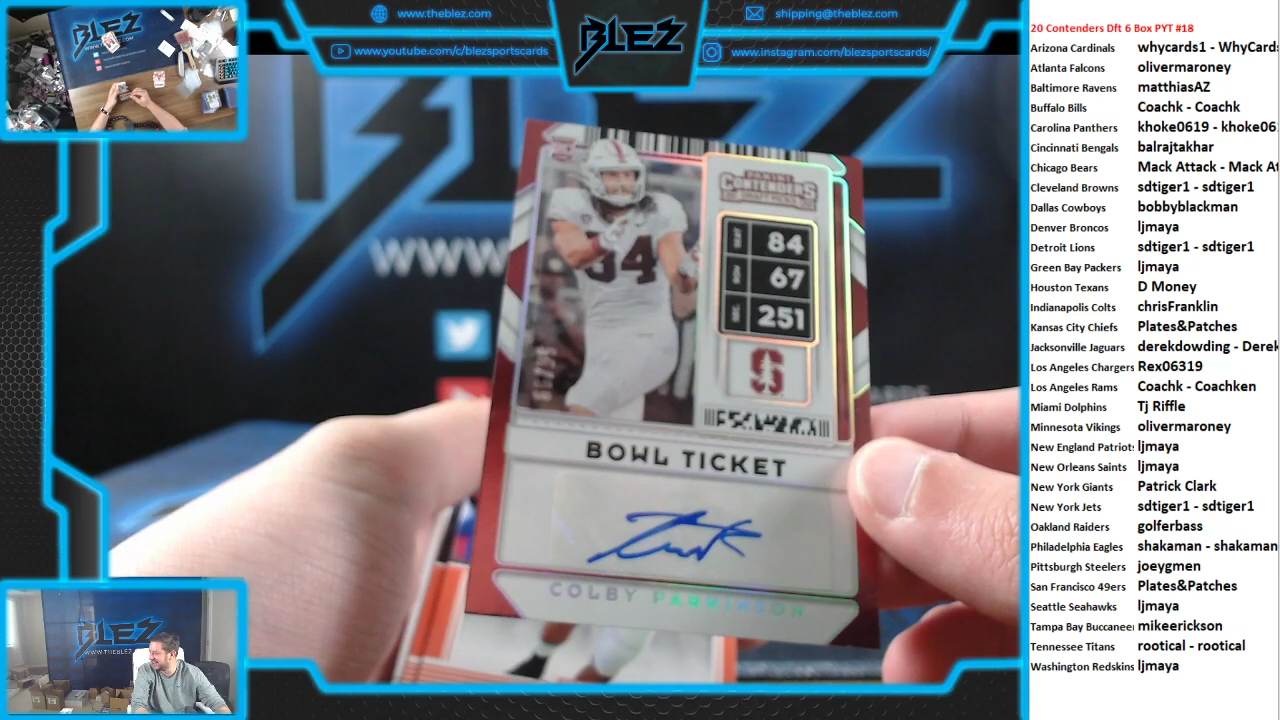 www.theblez.com
www.youtube.com/c/blezsportscards
BLEZ
shipping@theblez.com
www.instagram.com/blezsportscards/
WWW
PANINI
CONTENDERS
84
67
SEC.
251
S
BOWL TICKET
COLBY PARKINSON
BLEZ
WWW.THEBLEZ
20 Contenders Dft 6 Box PYT #18
Arizona Cardinals whycards1 - WhyCard
Atlanta Falcons olivermaroney
Baltimore Ravens matthiasAZ
Buffalo Bills Coachk - Coachk
Carolina Panthers khoke0619 - khoke06
Cincinnati Bengals balrajtakhar
Chicago Bears Mack Attack - Mack A
Cleveland Browns sdtiger1 - sdtiger1
Dallas Cowboys bobbyblackman
Denver Broncos ljmaya
Detroit Lions sdtiger1 - sdtiger1
Green Bay Packers ljmaya
Houston Texans D Money
Indianapolis Colts chrisFranklin
Kansas City Chiefs Plates&Patches
Jacksonville Jaguars derekdowding - Derek
Los Angeles Chargers Rex06319
Los Angeles Rams Coachk - Coachken
Miami Dolphins Tj Riffle
Minnesota Vikings olivermaroney
New England Patriots ljmaya
New Orleans Saints ljmaya
New York Giants Patrick Clark
New York Jets sdtiger1 - sdtiger1
Oakland Raiders golferbass
Philadelphia Eagles shakaman - shakaman
Pittsburgh Steelers joeygmen
San Francisco 49ers Plates&Patches
Seattle Seahawks ljmaya
Tampa Bay Buccaneer mikeerickson
Tennessee Titans rootical - rootical
Washington Redskins ljmaya